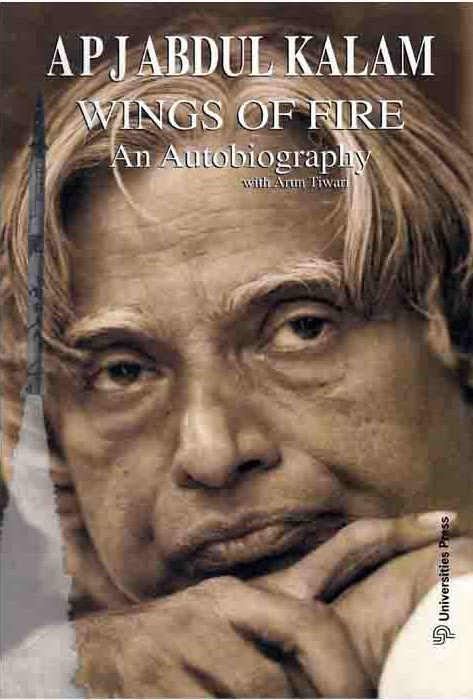 A P J ABDUL KALAM
WINGS OF FIRE
An Autobiography
with Arun Tiwari
Universities Press